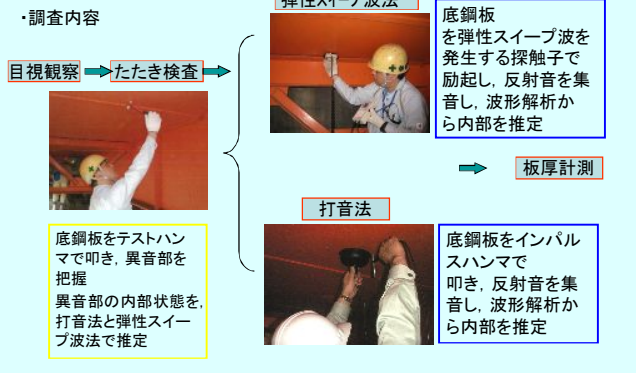 ・調査内容
弾性スイープ波法
目視観察
たたき検査
底鋼板
を弾性スイープ波を
発生する探触子で
励起し，反射音を集
音し，波形解析か
ら内部を推定
板厚計測
打音法
底鋼板をテストハン
マで叩き，異音部を
把握
異音部の内部状態を，
打音法と弾性スイー
プ波法で推定
底鋼板をインパル
スハンマで
叩き，反射音を集
音し，波形解析か
ら内部を推定